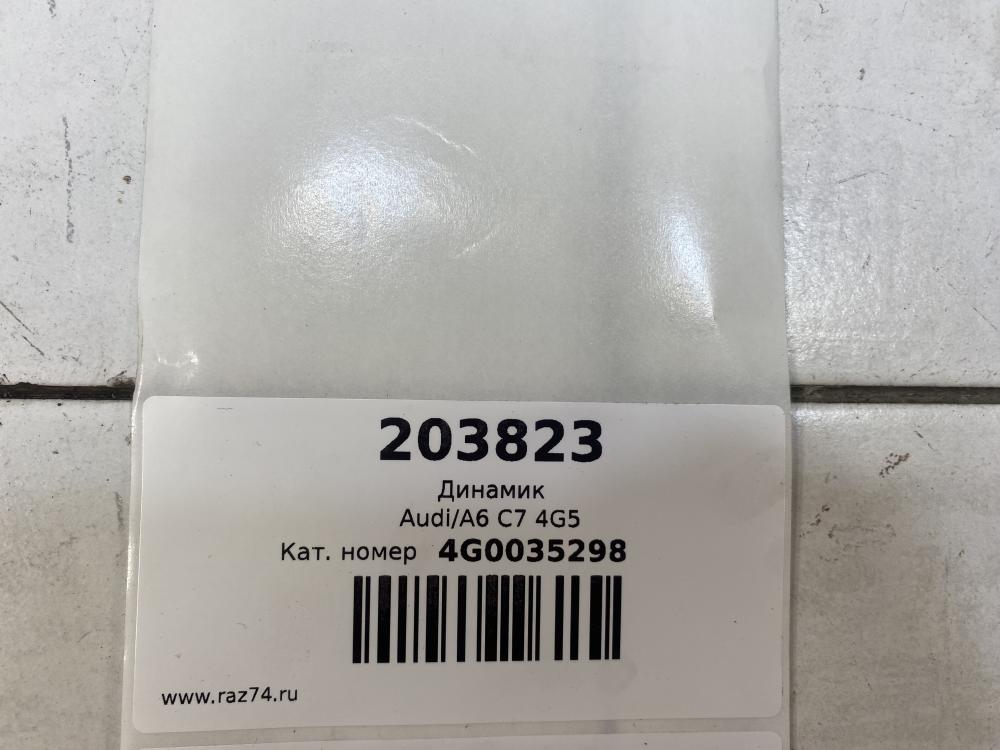 203823
Динамик
Audi/A6 C7 4G5
Кат. номер 4G0035298
www.raz74.ru